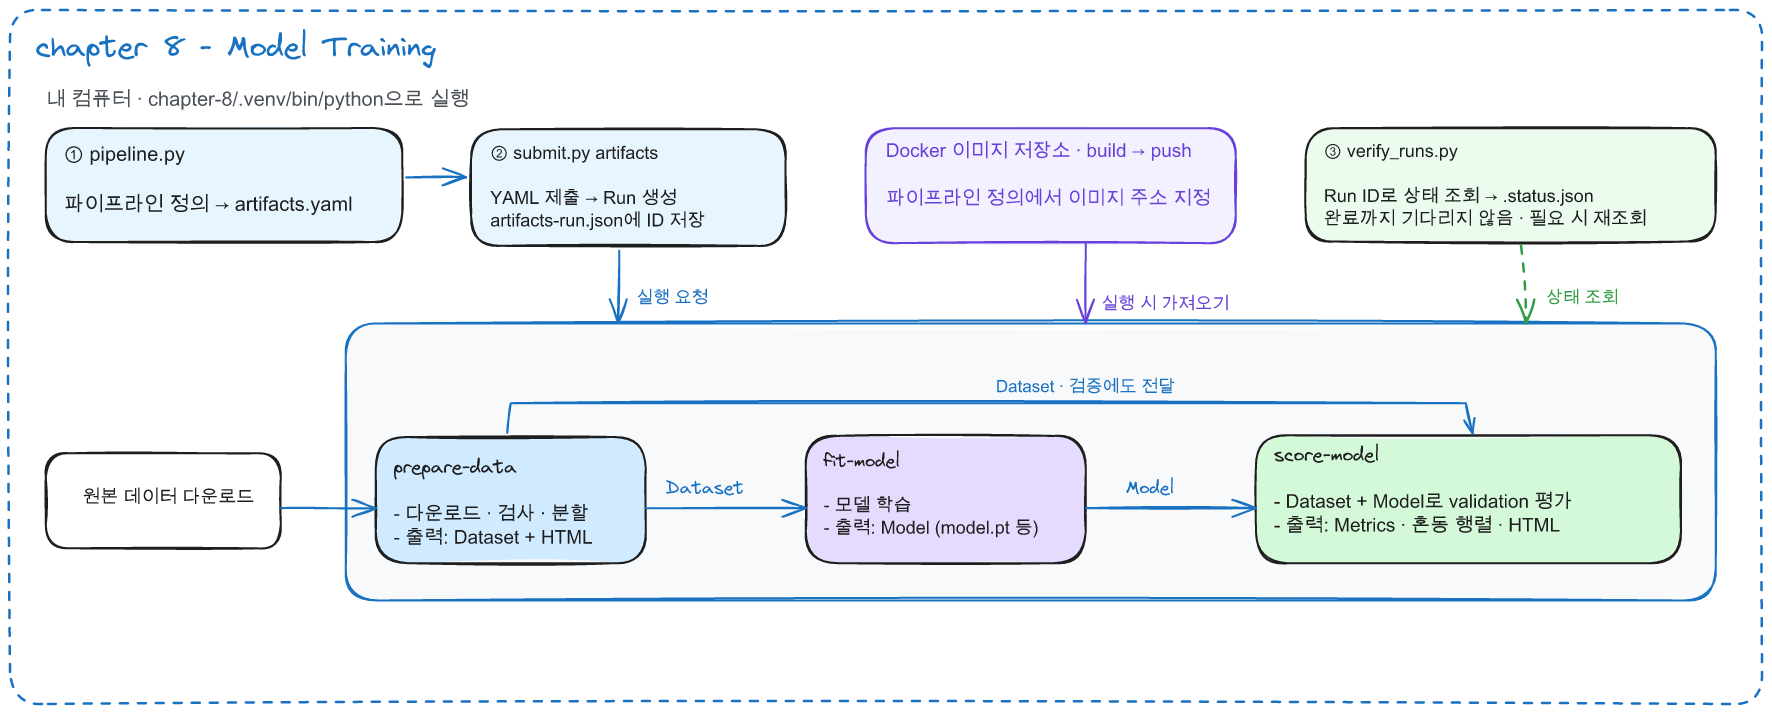 chapter 8 - Model Training
내 컴퓨터 · chapter-8/.venv/bin/python으로 실행
① pipeline.py
파이프라인 정의 → artifacts.yaml
② submit.py artifacts
YAML 제출 → Run 생성
artifacts-run.json에 ID 저장
Docker 이미지 저장소 · build → push
파이프라인 정의에서 이미지 주소 지정
③ verify_runs.py
Run ID로 상태 조회 → .status.json
완료까지 기다리지 않음 · 필요 시 재조회
실행 요청
실행 시 가져오기
상태 조회
Dataset · 검증에도 전달
원본 데이터 다운로드
prepare-data
- 다운로드 · 검사 · 분할
- 출력: Dataset + HTML
Dataset
fit-model
- 모델 학습
- 출력: Model (model.pt 등)
Model
score-model
- Dataset + Model로 validation 평가
- 출력: Metrics · 혼동 행렬 · HTML